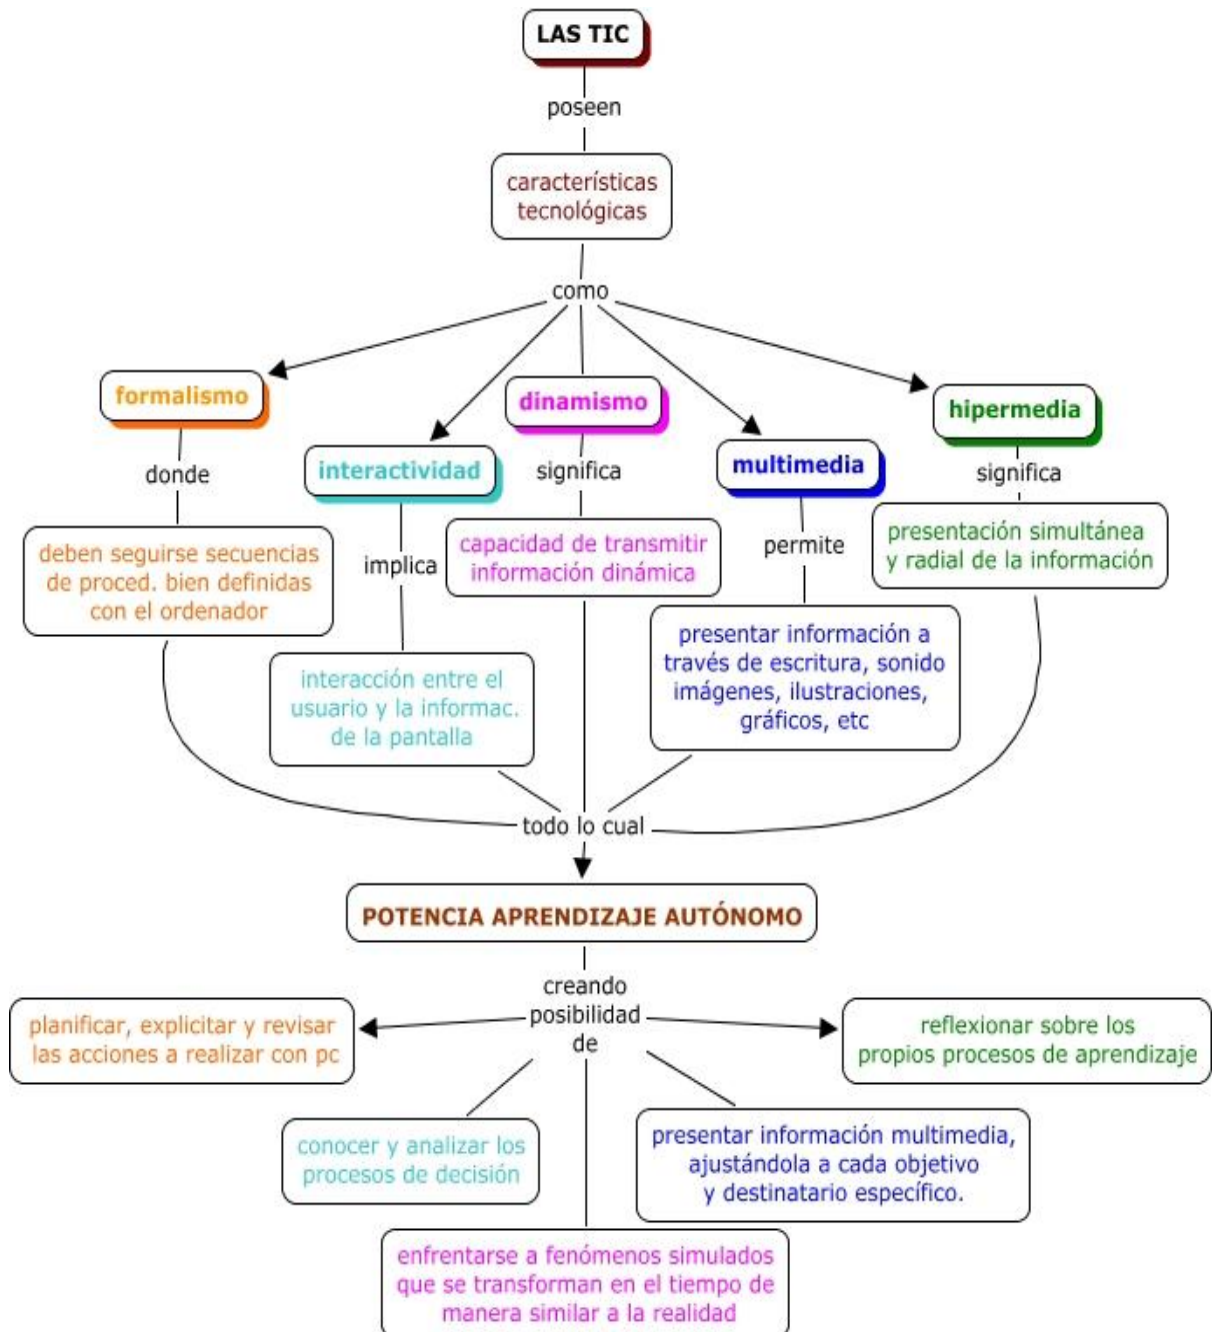 LAS TIC
poseen
características
tecnológicas
como
formalismo
interactividad
dinamismo
multimedia
hipermedia
donde
deben seguirse secuencias
de proced. bien definidas
con el ordenador
implica
interacción entre el
usuario y la informac.
de la pantalla
significa
capacidad de transmitir
información dinámica
permite
presentar información a
través de escritura, sonido
imágenes, ilustraciones,
gráficos, etc
significa
presentación simultánea
y radial de la información
todo lo cual
POTENCIA APRENDIZAJE AUTÓNOMO
creando
posibilidad
de
planificar, explicitar y revisar
las acciones a realizar con pc
conocer y analizar los
procesos de decisión
enfrentarse a fenómenos simulados
que se transforman en el tiempo de
manera similar a la realidad
presentar información multimedia,
ajustándola a cada objetivo
y destinatario específico.
reflexionar sobre los
propios procesos de aprendizaje